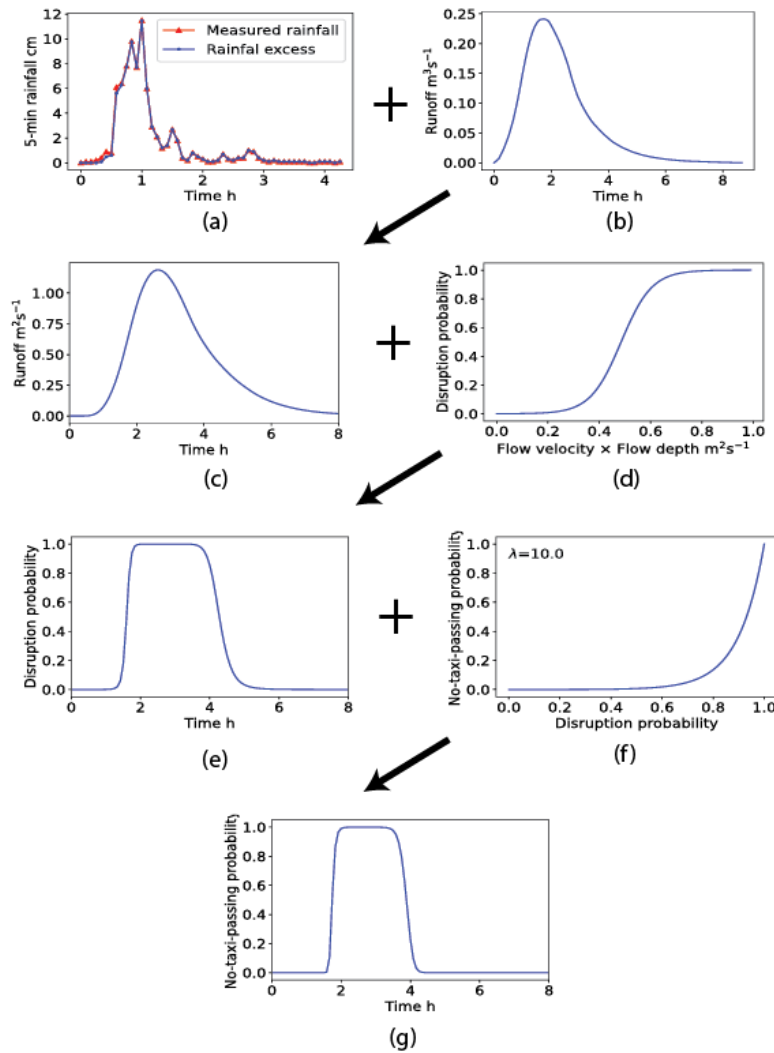 12
10
8
6
4
2
0
5-min rainfall cm
Measured rainfall
Rainfal excess
0 1 2 3 4
Time h
(a)
+
0.25
0.20
0.15
0.10
0.05
0.00
Runoff m³s⁻¹
0 2 4 6 8
Time h
(b)
1.00
0.75
0.50
0.25
0.00
Runoff m²s⁻¹
0 2 4 6 8
Time h
(c)
+
1.0
0.8
0.6
0.4
0.2
0.0
Disruption probability
0.0 0.2 0.4 0.6 0.8 1.0
Flow velocity × Flow depth m²s⁻¹
(d)
1.0
0.8
0.6
0.4
0.2
0.0
Disruption probability
0 2 4 6 8
Time h
(e)
+
1.0
0.8
0.6
0.4
0.2
0.0
No-taxi-passing probability
λ=10.0
0.0 0.2 0.4 0.6 0.8 1.0
Disruption probability
(f)
1.0
0.8
0.6
0.4
0.2
0.0
No-taxi-passing probability
0 2 4 6 8
Time h
(g)